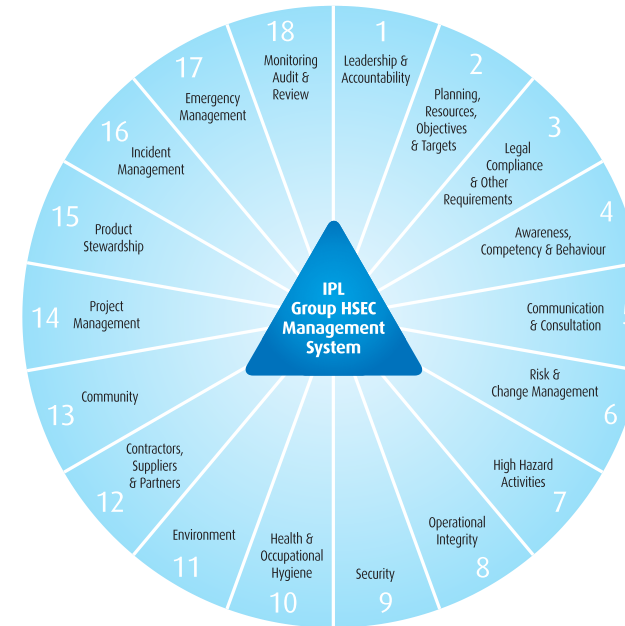 1
Leadership &
Accountability
2
Planning,
Resources,
Objectives
& Targets
3
Legal
Compliance
& Other
Requirements
4
Awareness,
Competency & Behaviour
Communication
& Consultation
Risk &
Change Management
6
High Hazard
Activities
7
Operational
Integrity
8
Security
9
Health &
Occupational
Hygiene
10
Environment
11
Contractors,
Suppliers
& Partners
12
Community
13
14
Project
Management
15
Product
Stewardship
16
Incident
Management
17
Emergency
Management
18
Monitoring
Audit &
Review
IPL
Group HSEC
Management
System